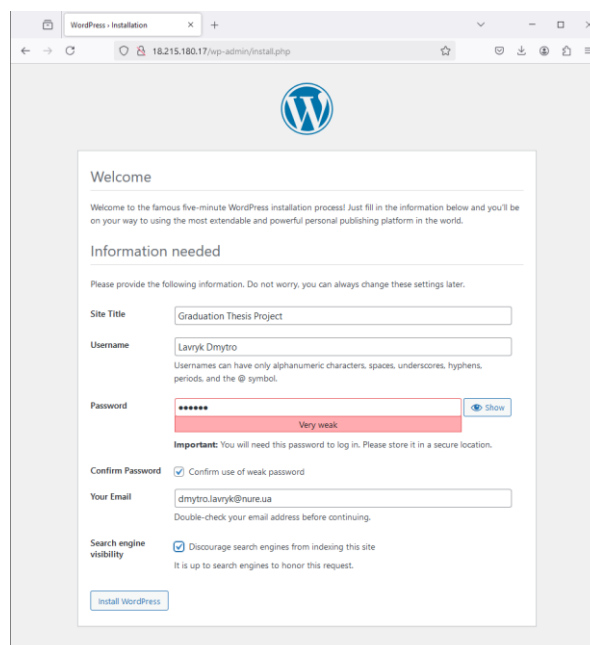 WordPress › Installation
18.215.180.17/wp-admin/install.php
Welcome
Welcome to the famous five-minute WordPress installation process! Just fill in the information below and you'll be
on your way to using the most extendable and powerful personal publishing platform in the world.
Information needed
Please provide the following information. Do not worry, you can always change these settings later.
Site Title
Graduation Thesis Project
Username
Lavryk Dmytro
Usernames can have only alphanumeric characters, spaces, underscores, hyphens,
periods, and the @ symbol.
Password
••••••
Show
Very weak
Important: You will need this password to log in. Please store it in a secure location.
Confirm Password
Confirm use of weak password
Your Email
dmytro.lavryk@nure.ua
Double-check your email address before continuing.
Search engine
visibility
Discourage search engines from indexing this site
It is up to search engines to honor this request.
Install WordPress